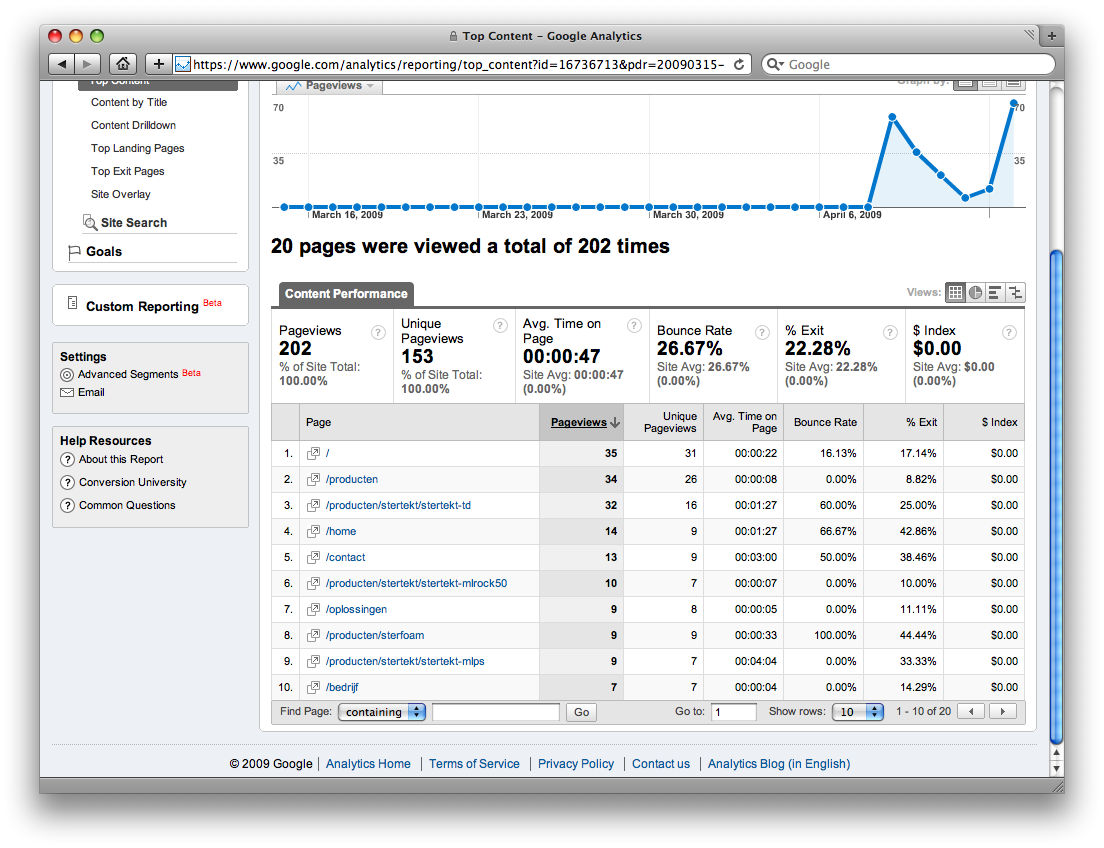 Top Content – Google Analytics
https://www.google.com/analytics/reporting/top_content?id=16736713&pdr=20090315-
Google
Top Content
Content by Title
Content Drilldown
Top Landing Pages
Top Exit Pages
Site Overlay
Site Search
Goals
Custom Reporting Beta
Settings
Advanced Segments Beta
Email
Help Resources
? About this Report
? Conversion University
? Common Questions
Pageviews
Graph by:
70 70
35 35
March 16, 2009 March 23, 2009 March 30, 2009 April 6, 2009
20 pages were viewed a total of 202 times
Content Performance
Views:
Pageviews ?
202
% of Site Total:
100.00%
Unique ?
Pageviews
153
% of Site Total:
100.00%
Avg. Time on ?
Page
00:00:47
Site Avg: 00:00:47
(0.00%)
Bounce Rate ?
26.67%
Site Avg: 26.67%
(0.00%)
% Exit ?
22.28%
Site Avg: 22.28%
(0.00%)
$ Index ?
$0.00
Site Avg: $0.00
(0.00%)
Page Pageviews Unique Pageviews Avg. Time on Page Bounce Rate % Exit $ Index
1. / 35 31 00:00:22 16.13% 17.14% $0.00
2. /producten 34 26 00:00:08 0.00% 8.82% $0.00
3. /producten/stertekt/stertekt-td 32 16 00:01:27 60.00% 25.00% $0.00
4. /home 14 9 00:01:27 66.67% 42.86% $0.00
5. /contact 13 9 00:03:00 50.00% 38.46% $0.00
6. /producten/stertekt/stertekt-mlrock50 10 7 00:00:07 0.00% 10.00% $0.00
7. /oplossingen 9 8 00:00:05 0.00% 11.11% $0.00
8. /producten/sterfoam 9 9 00:00:33 100.00% 44.44% $0.00
9. /producten/stertekt/stertekt-mlps 9 7 00:04:04 0.00% 33.33% $0.00
10. /bedrijf 7 7 00:00:04 0.00% 14.29% $0.00
Find Page: containing Go Go to: 1 Show rows: 10 1 - 10 of 20
© 2009 Google | Analytics Home | Terms of Service | Privacy Policy | Contact us | Analytics Blog (in English)